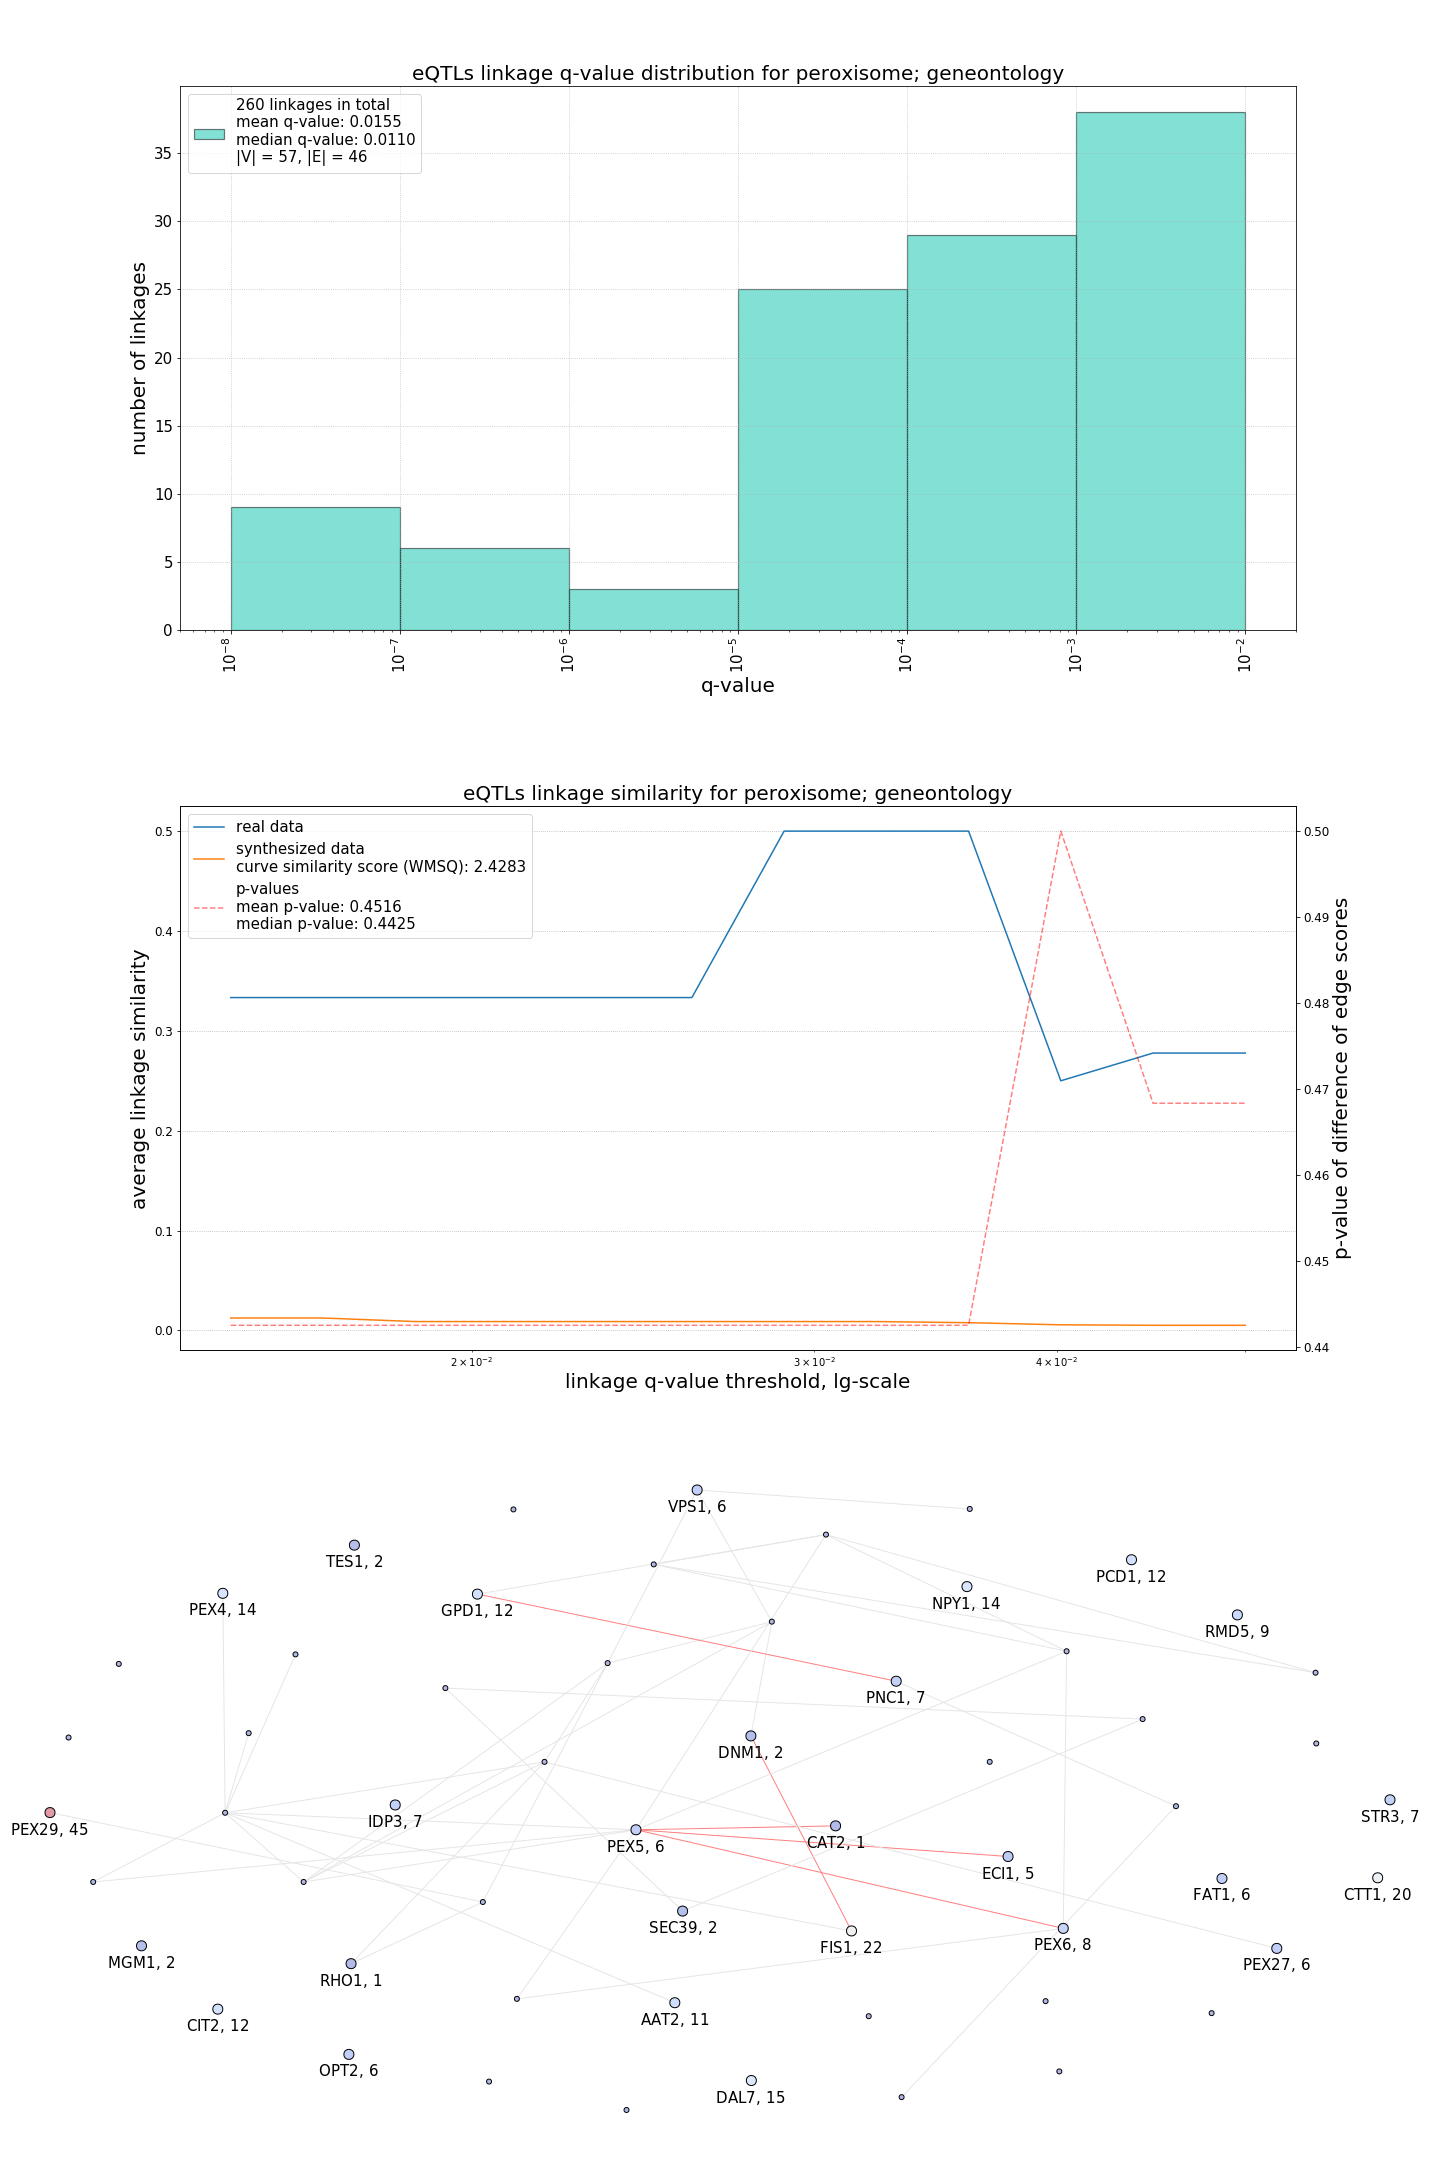 eQTLs linkage q-value distribution for peroxisome; geneontology
260 linkages in total
mean q-value: 0.0155
median q-value: 0.0110
|V| = 57, |E| = 46
number of linkages
35
30
25
20
15
10
5
0
10⁻⁸
10⁻⁷
10⁻⁶
10⁻⁵
10⁻⁴
10⁻³
10⁻²
q-value
eQTLs linkage similarity for peroxisome; geneontology
real data
synthesized data
curve similarity score (WMSQ): 2.4283
p-values
mean p-value: 0.4516
median p-value: 0.4425
average linkage similarity
0.5
0.4
0.3
0.2
0.1
0.0
0.50
0.49
0.48
0.47
0.46
0.45
0.44
p-value of difference of edge scores
2 × 10⁻²
3 × 10⁻²
4 × 10⁻²
linkage q-value threshold, lg-scale
VPS1, 6
TES1, 2
PCD1, 12
PEX4, 14
GPD1, 12
NPY1, 14
RMD5, 9
PNC1, 7
DNM1, 2
PEX29, 45
IDP3, 7
STR3, 7
PEX5, 6
CAT2, 1
ECI1, 5
FAT1, 6
CTT1, 20
SEC39, 2
FIS1, 22
PEX6, 8
MGM1, 2
RHO1, 1
PEX27, 6
CIT2, 12
AAT2, 11
OPT2, 6
DAL7, 15